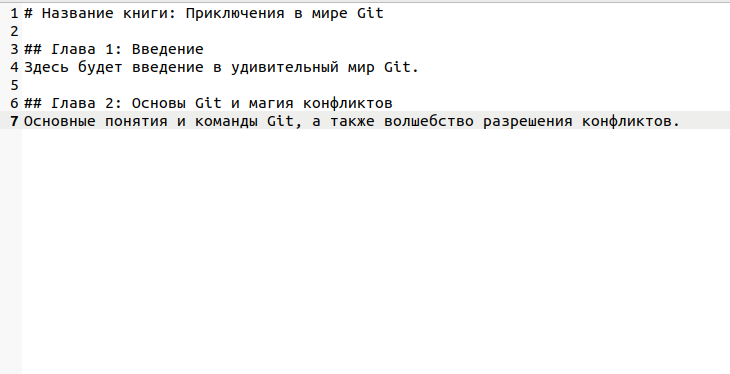 1 # Название книги: Приключения в мире Git
2
3 ## Глава 1: Введение
4 Здесь будет введение в удивительный мир Git.
5
6 ## Глава 2: Основы Git и магия конфликтов
7 Основные понятия и команды Git, а также волшебство разрешения конфликтов.